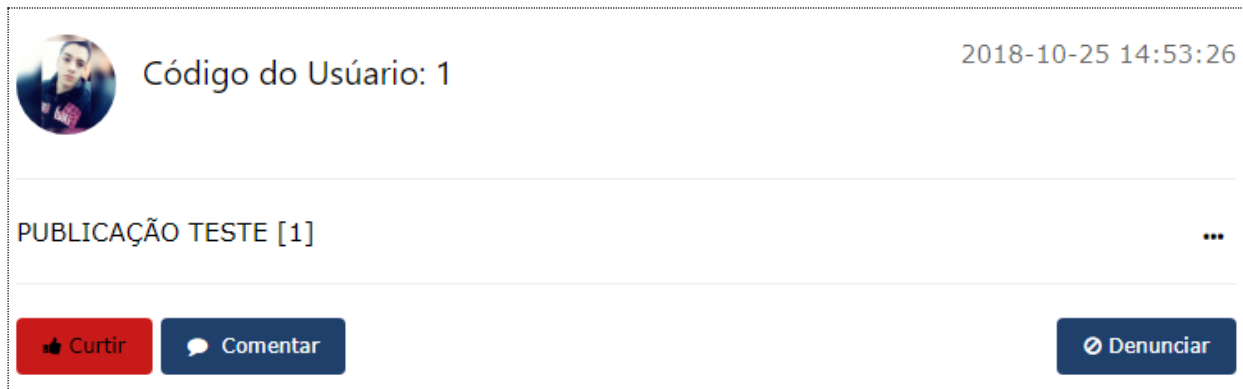 Código do Usúario: 1
2018-10-25 14:53:26
PUBLICAÇÃO TESTE [1]
Curtir
Comentar
Denunciar